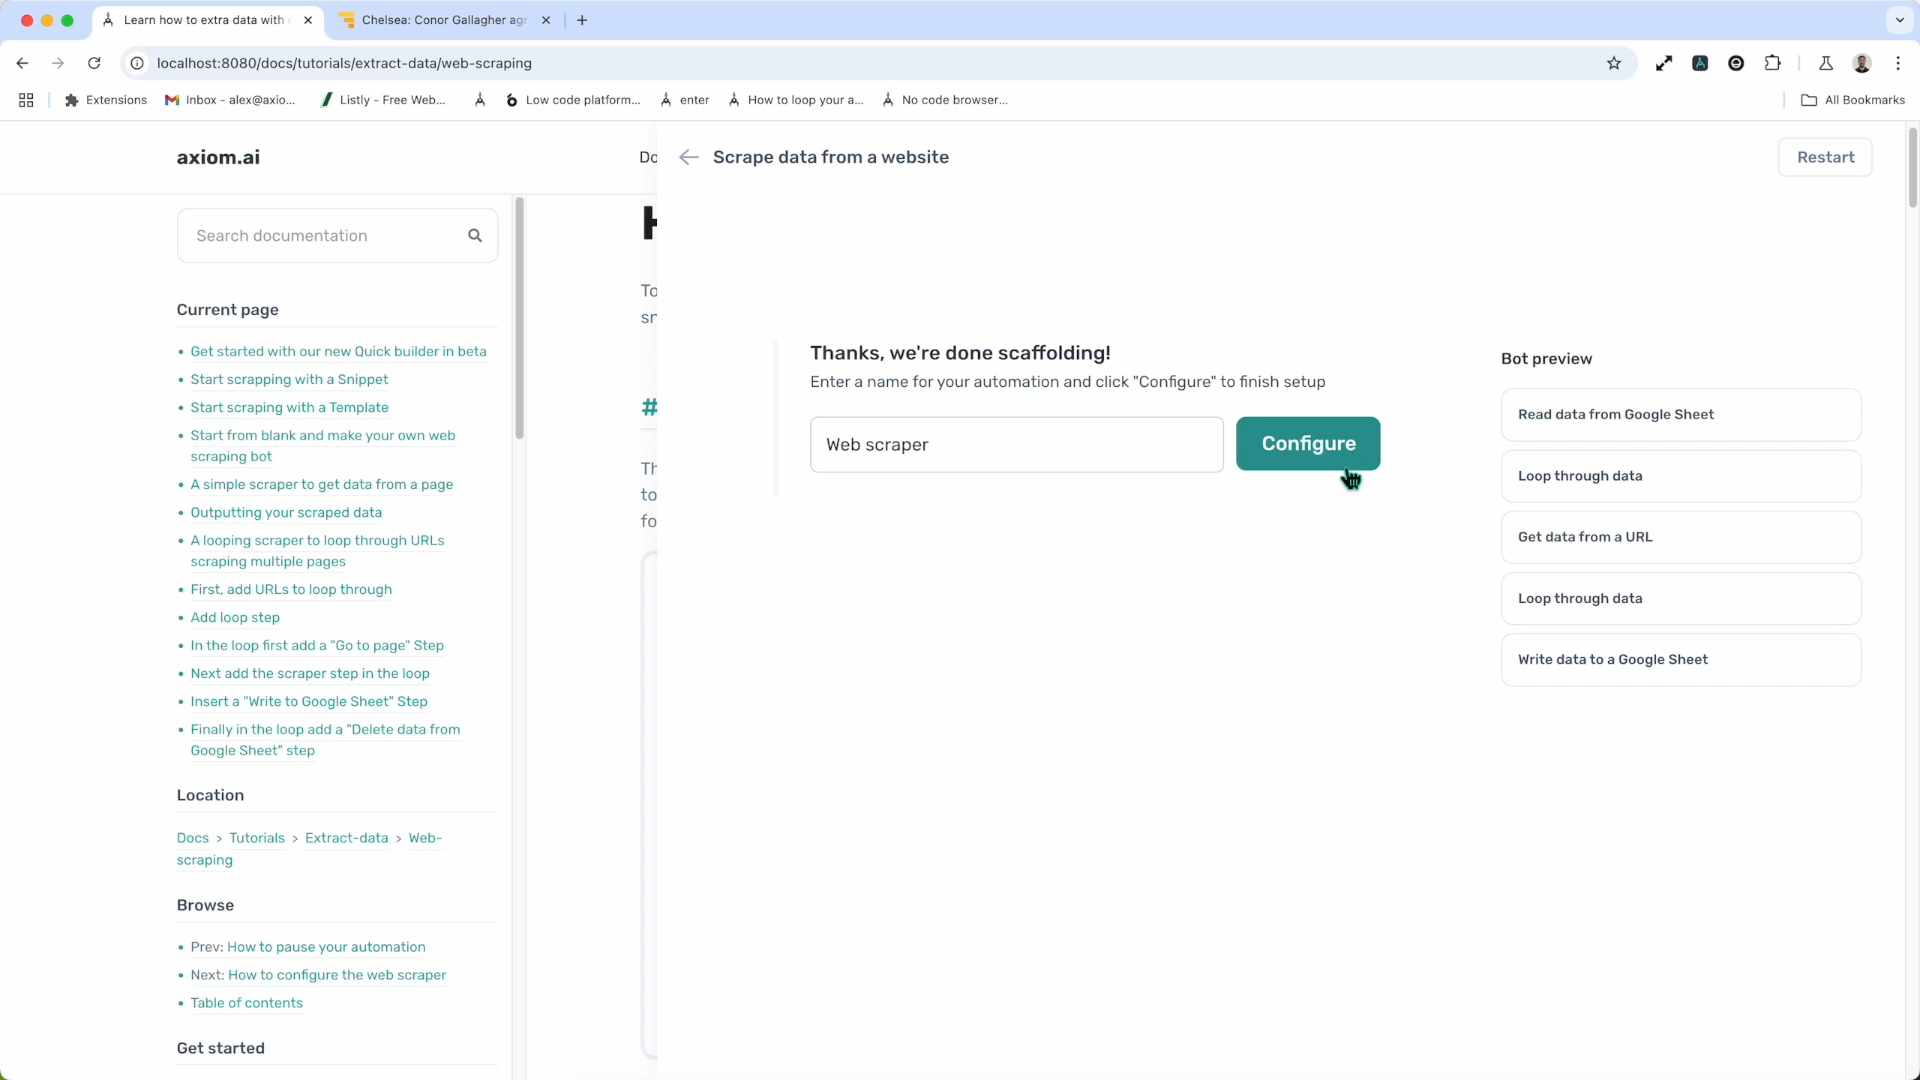 Learn how to extra data with
Chelsea: Conor Gallagher agr
localhost:8080/docs/tutorials/extract-data/web-scraping
Extensions
Inbox - alex@axio...
Listly - Free Web...
Low code platform...
enter
How to loop your a...
No code browser...
All Bookmarks
axiom.ai
Do
Scrape data from a website
Restart
Search documentation
Current page
• Get started with our new Quick builder in beta
• Start scrapping with a Snippet
• Start scraping with a Template
• Start from blank and make your own web
scraping bot
• A simple scraper to get data from a page
• Outputting your scraped data
• A looping scraper to loop through URLs
scraping multiple pages
• First, add URLs to loop through
• Add loop step
• In the loop first add a "Go to page" Step
• Next add the scraper step in the loop
• Insert a "Write to Google Sheet" Step
• Finally in the loop add a "Delete data from
Google Sheet" step
Location
Docs > Tutorials > Extract-data > Web-
scraping
Browse
• Prev: How to pause your automation
• Next: How to configure the web scraper
• Table of contents
Get started
To
sn
#
Th
to
fo
Thanks, we're done scaffolding!
Enter a name for your automation and click "Configure" to finish setup
Web scraper
Configure
Bot preview
Read data from Google Sheet
Loop through data
Get data from a URL
Loop through data
Write data to a Google Sheet